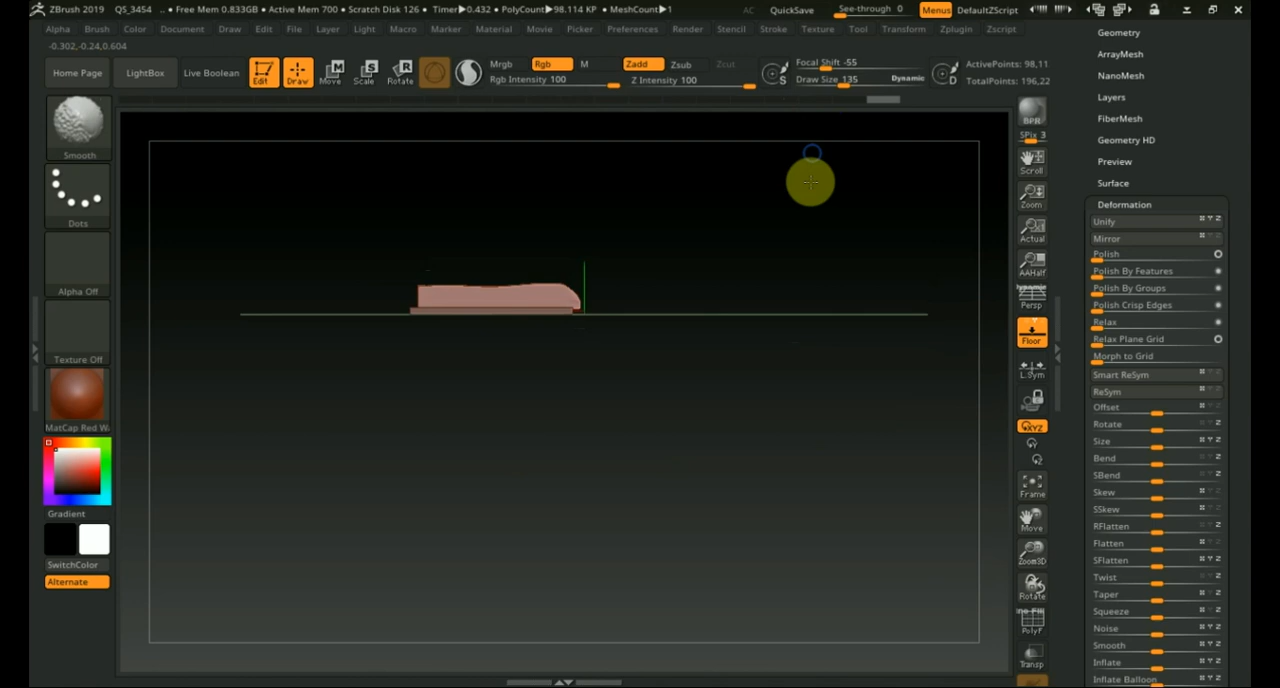 ZBrush 2019 QS_3454 .. • Free Mem 0.833GB • Active Mem 700 • Scratch Disk 126 • Timer▶0.432 • PolyCount▶98.114 KP • MeshCount▶1 AC QuickSave See-through 0 Menus DefaultZScript
Alpha Brush Color Document Draw Edit File Layer Light Macro Marker Material Movie Picker Preferences Render Stencil Stroke Texture Tool Transform Zplugin Zscript
-0.302,-0.24,0.604
Home Page LightBox Live Boolean Edit Draw Move Scale Rotate
Mrgb Rgb M Zadd Zsub Zcut
Rgb Intensity 100 Z Intensity 100
Focal Shift -55
Draw Size 135 Dynamic
ActivePoints: 98,11
TotalPoints: 196,22
Smooth
Dots
Alpha Off
Texture Off
MatCap Red W
Gradient
SwitchColor
Alternate
BPR
SPix 3
Scroll
Zoom
Actual
AAHalf
Dynamic
Persp
Floor
L.Sym
XYZ
Frame
Move
Zoom3D
Rotate
Line Fill
PolyF
Transp
Geometry
ArrayMesh
NanoMesh
Layers
FiberMesh
Geometry HD
Preview
Surface
Deformation
Unify
Mirror
Polish
Polish By Features
Polish By Groups
Polish Crisp Edges
Relax
Relax Plane Grid
Morph to Grid
Smart ReSym
ReSym
Offset
Rotate
Size
Bend
SBend
Skew
SSkew
RFlatten
Flatten
SFlatten
Twist
Taper
Squeeze
Noise
Smooth
Inflate
Inflate Balloon